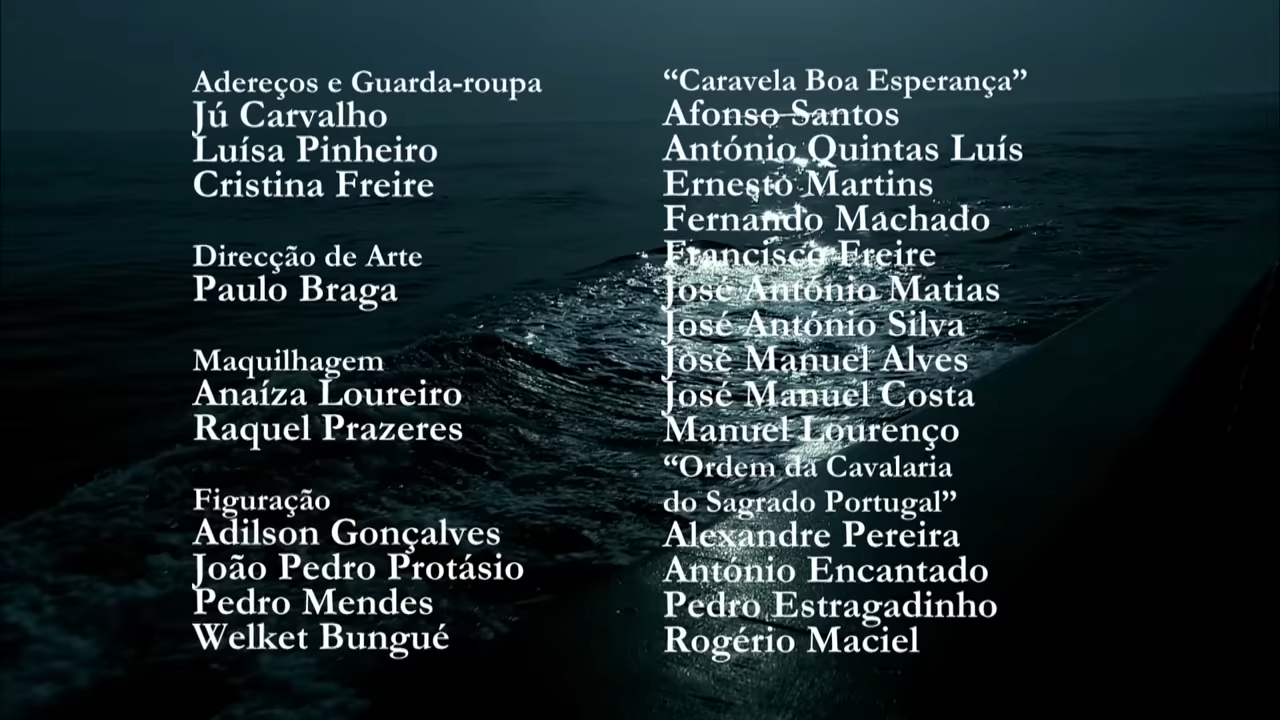 Adereços e Guarda-roupa
Jú Carvalho
Luísa Pinheiro
Cristina Freire
Direcção de Arte
Paulo Braga
Maquilhagem
Anaíza Loureiro
Raquel Prazeres
Figuração
Adilson Gonçalves
João Pedro Protásio
Pedro Mendes
Welket Bungué
“Caravela Boa Esperança”
Afonso Santos
António Quintas Luís
Ernesto Martins
Fernando Machado
Francisco Freire
José António Matias
José António Silva
José Manuel Alves
José Manuel Costa
Manuel Lourenço
“Ordem da Cavalaria
do Sagrado Portugal”
Alexandre Pereira
António Encantado
Pedro Estragadinho
Rogério Maciel